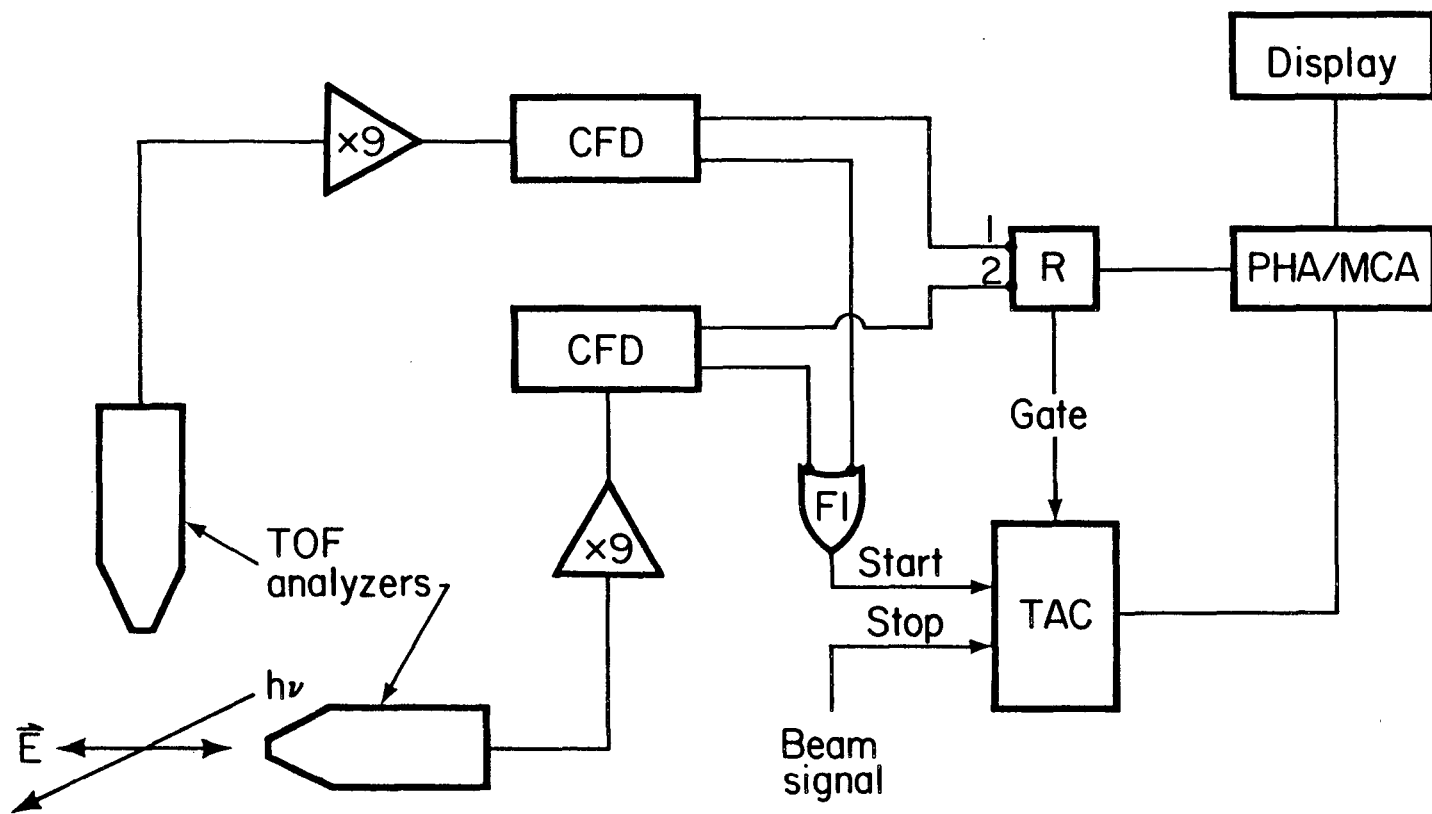 Display
×9
CFD
1
2
R
PHA/MCA
CFD
Gate
FI
TOF
analyzers
×9
Start
TAC
Stop
hν
E⃗
Beam
signal